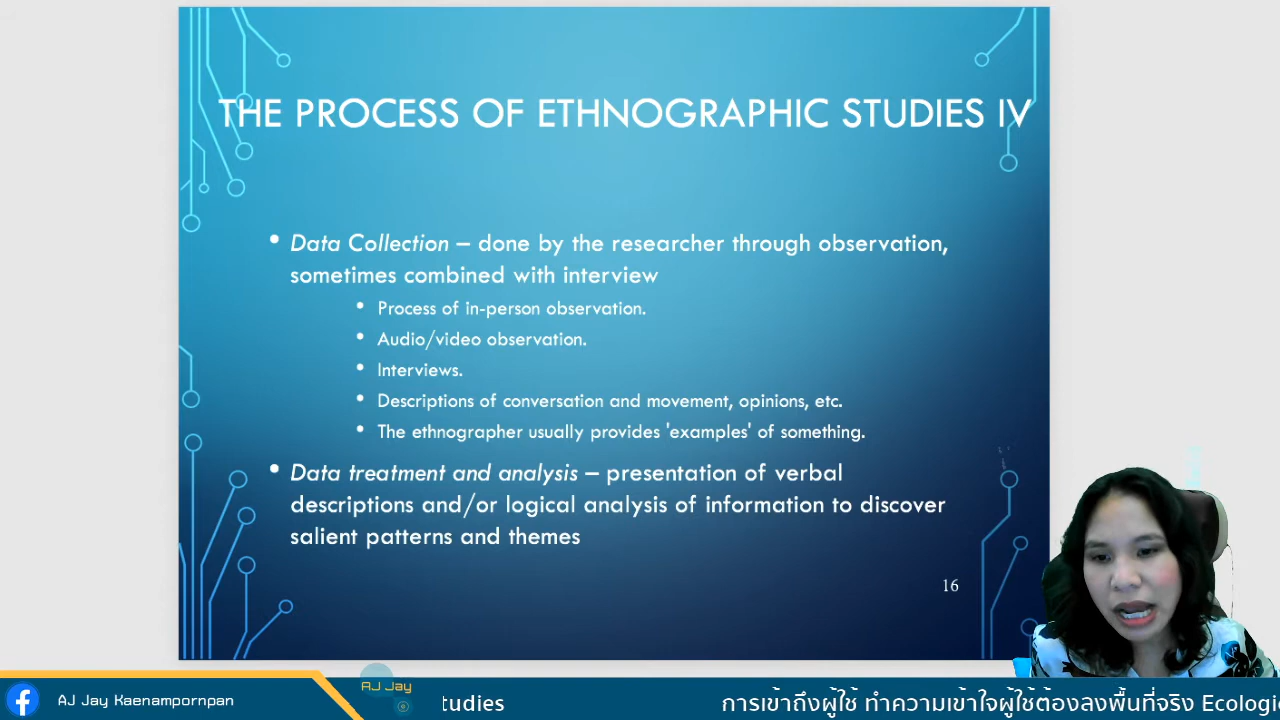 THE PROCESS OF ETHNOGRAPHIC STUDIES IV
• Data Collection – done by the researcher through observation,
sometimes combined with interview
• Process of in-person observation.
• Audio/video observation.
• Interviews.
• Descriptions of conversation and movement, opinions, etc.
• The ethnographer usually provides 'examples' of something.
• Data treatment and analysis – presentation of verbal
descriptions and/or logical analysis of information to discover
salient patterns and themes
16
AJ Jay Kaenampornpan
AJ Jay
tudies
การเข้าถึงผู้ใช้ ทำความเข้าใจผู้ใช้ต้องลงพื้นที่จริง Ecologi